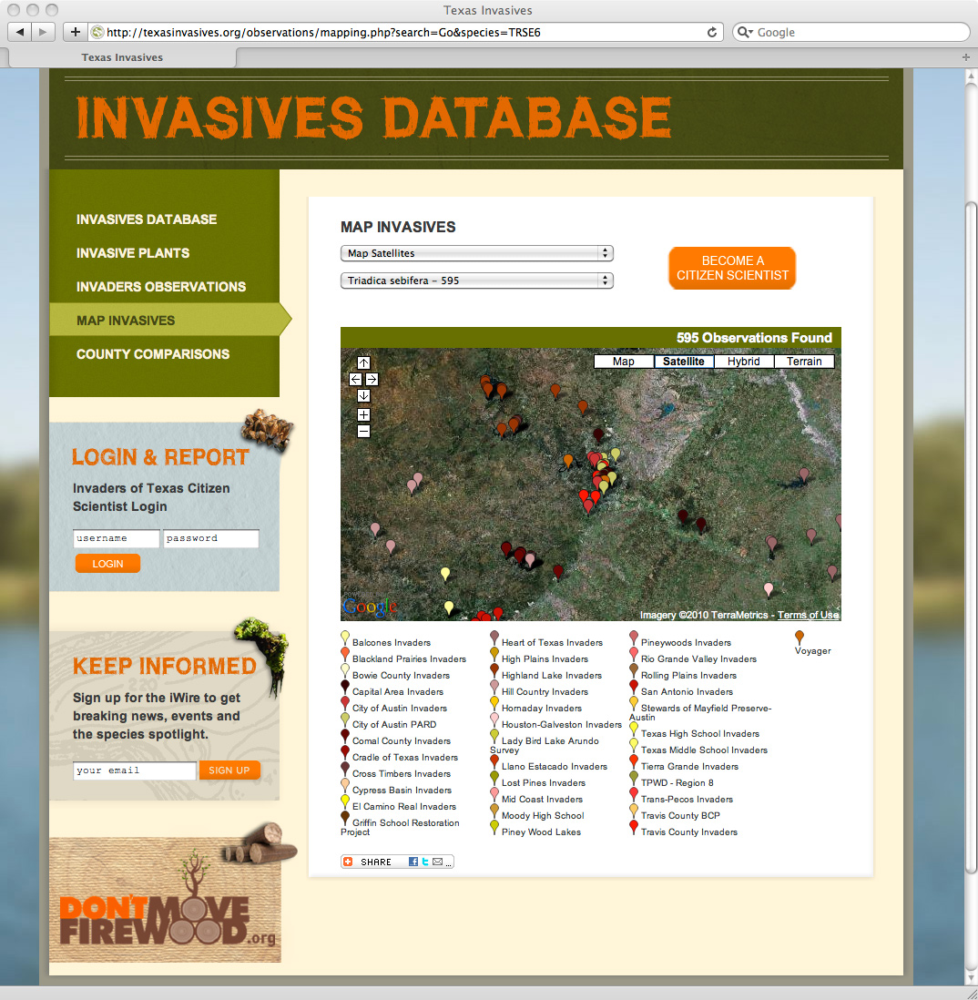 Texas Invasives
http://texasinvasives.org/observations/mapping.php?search=Go&species=TRSE6
Google
Texas Invasives
INVASIVES DATABASE
INVASIVES DATABASE
INVASIVE PLANTS
INVADERS OBSERVATIONS
MAP INVASIVES
COUNTY COMPARISONS
LOGIN & REPORT
Invaders of Texas Citizen
Scientist Login
username password
LOGIN
KEEP INFORMED
Sign up for the iWire to get
breaking news, events and
the species spotlight.
your email SIGN UP
DON'T MOVE
FIREWOOD.org
MAP INVASIVES
Map Satellites
Triadica sebifera - 595
BECOME A
CITIZEN SCIENTIST
595 Observations Found
Map Satellite Hybrid Terrain
POWERED BY
Google
Imagery ©2010 TerraMetrics - Terms of Use
Balcones Invaders
Blackland Prairies Invaders
Bowie County Invaders
Capital Area Invaders
City of Austin Invaders
City of Austin PARD
Comal County Invaders
Cradle of Texas Invaders
Cross Timbers Invaders
Cypress Basin Invaders
El Camino Real Invaders
Griffin School Restoration
Project
Heart of Texas Invaders
High Plains Invaders
Highland Lake Invaders
Hill Country Invaders
Hornaday Invaders
Houston-Galveston Invaders
Lady Bird Lake Arundo
Survey
Llano Estacado Invaders
Lost Pines Invaders
Mid Coast Invaders
Moody High School
Piney Wood Lakes
Pineywoods Invaders
Rio Grande Valley Invaders
Rolling Plains Invaders
San Antonio Invaders
Stewards of Mayfield Preserve-
Austin
Texas High School Invaders
Texas Middle School Invaders
Tierra Grande Invaders
TPWD - Region 8
Trans-Pecos Invaders
Travis County BCP
Travis County Invaders
Voyager
SHARE